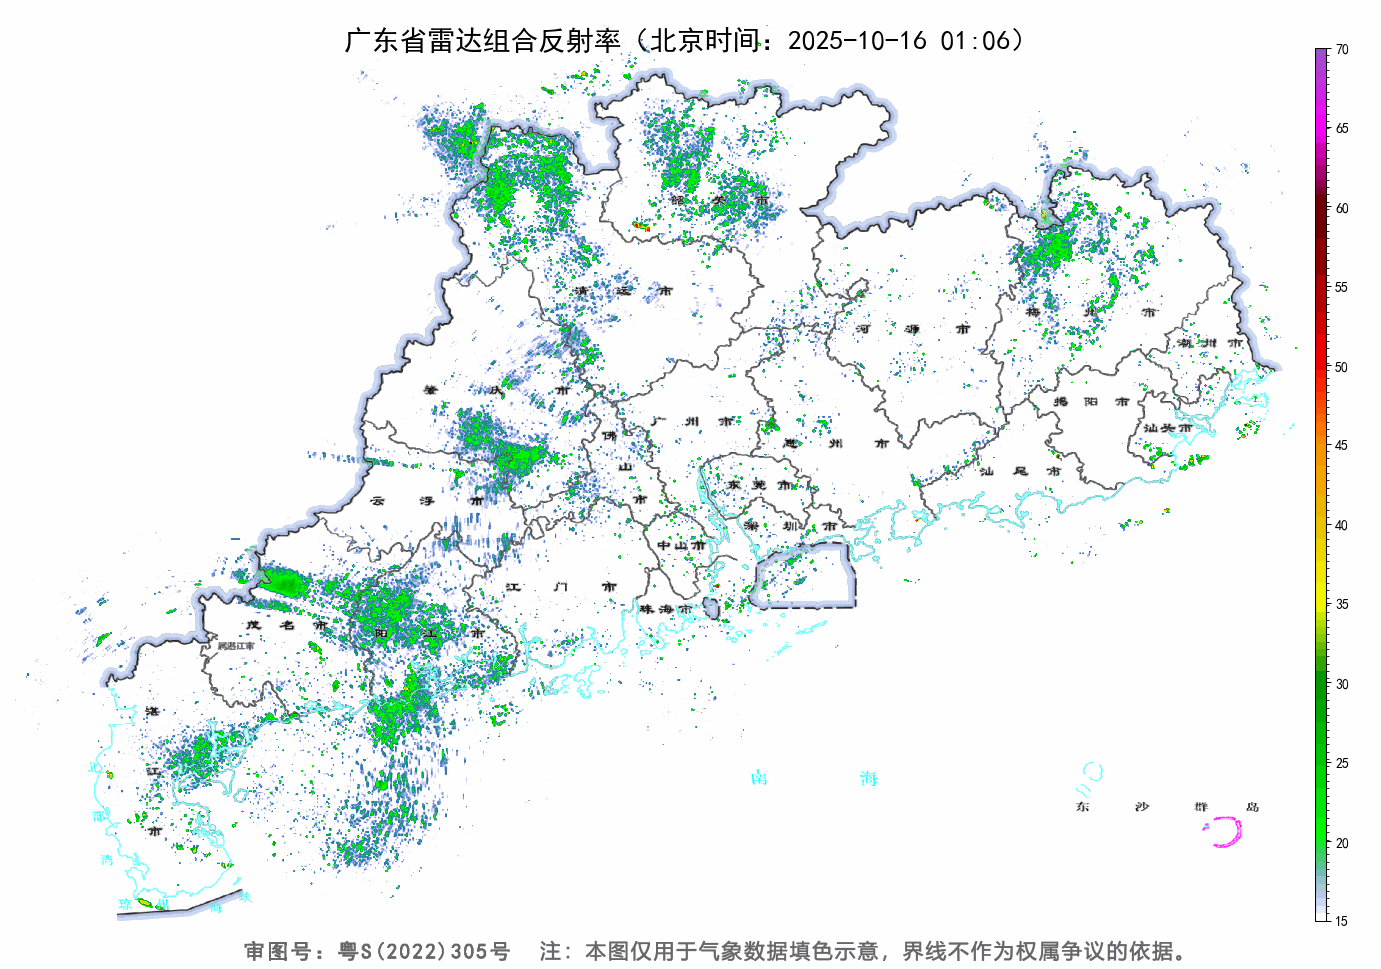 广东省雷达组合反射率（北京时间：2025-10-16 01:06）
70
65
60
55
50
45
40
35
30
25
20
15
韶关市
清远市
河源市
梅州市
潮州市
肇庆市
广州市
佛山市
惠州市
揭阳市
汕头市
汕尾市
云浮市
东莞市
深圳市
中山市
江门市
珠海市
茂名市
阳江市
属湛江市
湛江市
北部湾
琼州海峡
南海
东沙群岛
审图号：粤S(2022)305号 注：本图仅用于气象数据填色示意，界线不作为权属争议的依据。